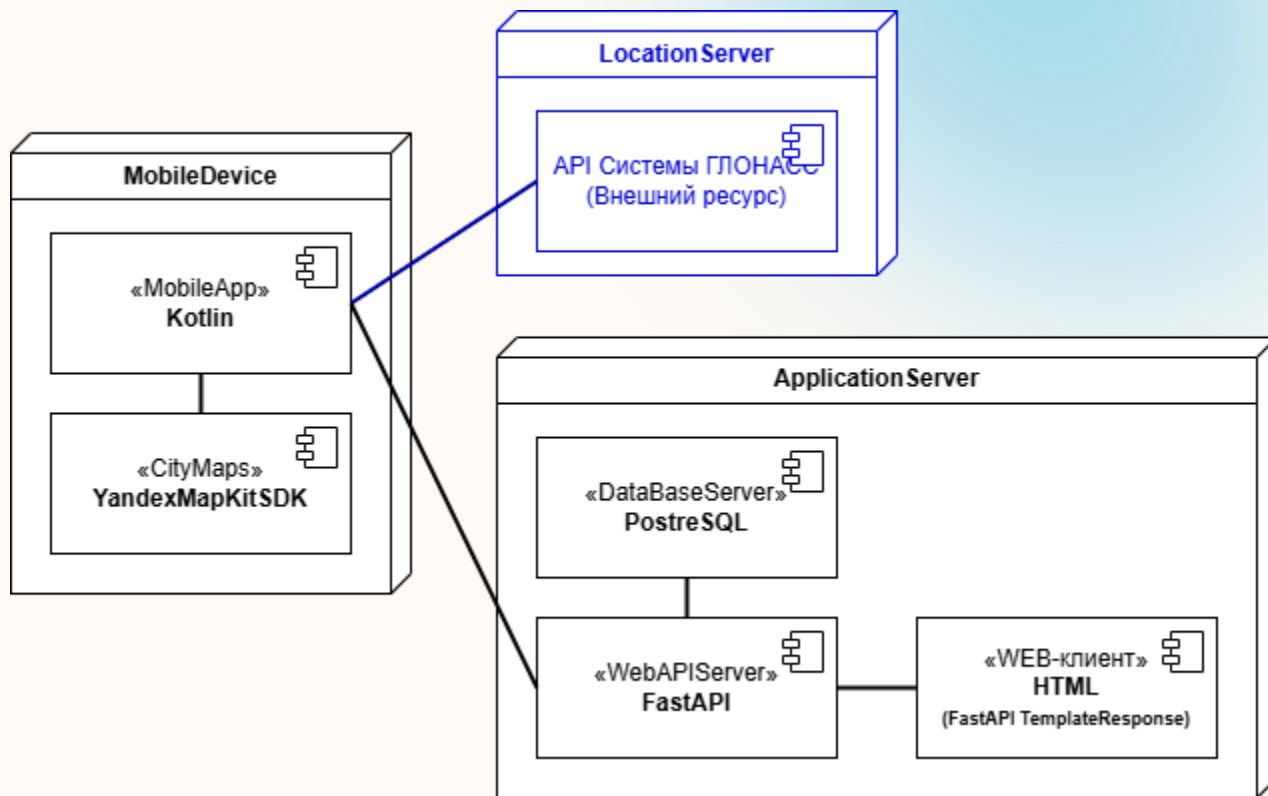 LocationServer
API Системы ГЛОНАСС
(Внешний ресурс)
MobileDevice
«MobileApp»
Kotlin
«CityMaps»
YandexMapKitSDK
ApplicationServer
«DataBaseServer»
PostreSQL
«WebAPIServer»
FastAPI
«WEB-клиент»
HTML
(FastAPI TemplateResponse)